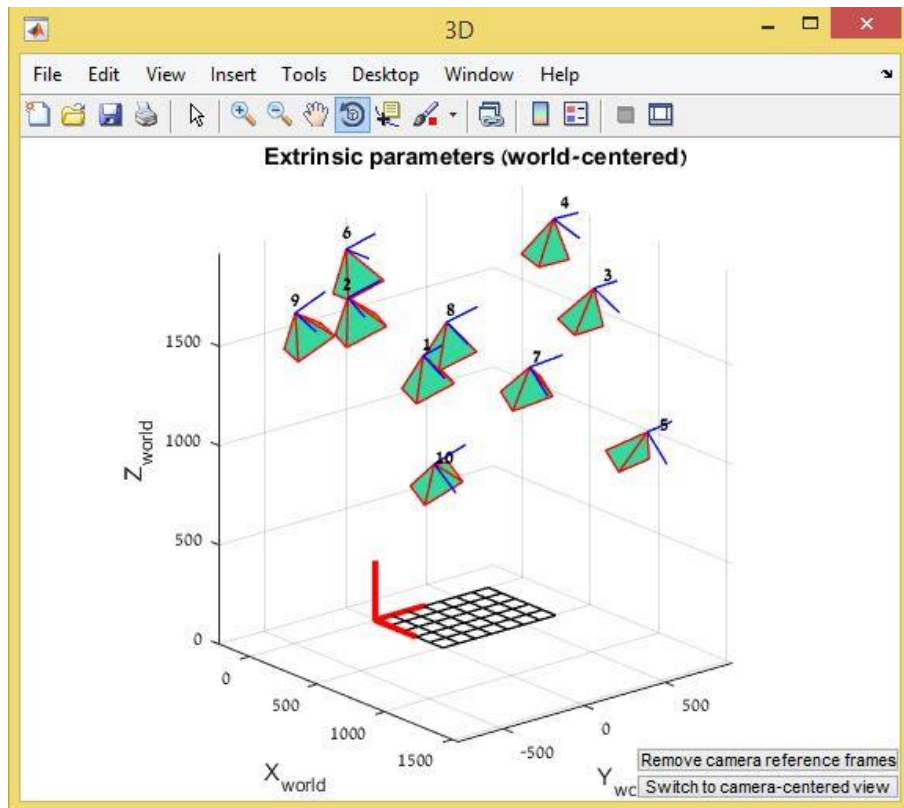 3D
File Edit View Insert Tools Desktop Window Help
Extrinsic parameters (world-centered)
4
6
3
2
9
8
1
7
5
10
1500
1000
500
0
Zworld
0
500
1000
1500
Xworld
-500
0
500
Ywc
Remove camera reference frames
Switch to camera-centered view